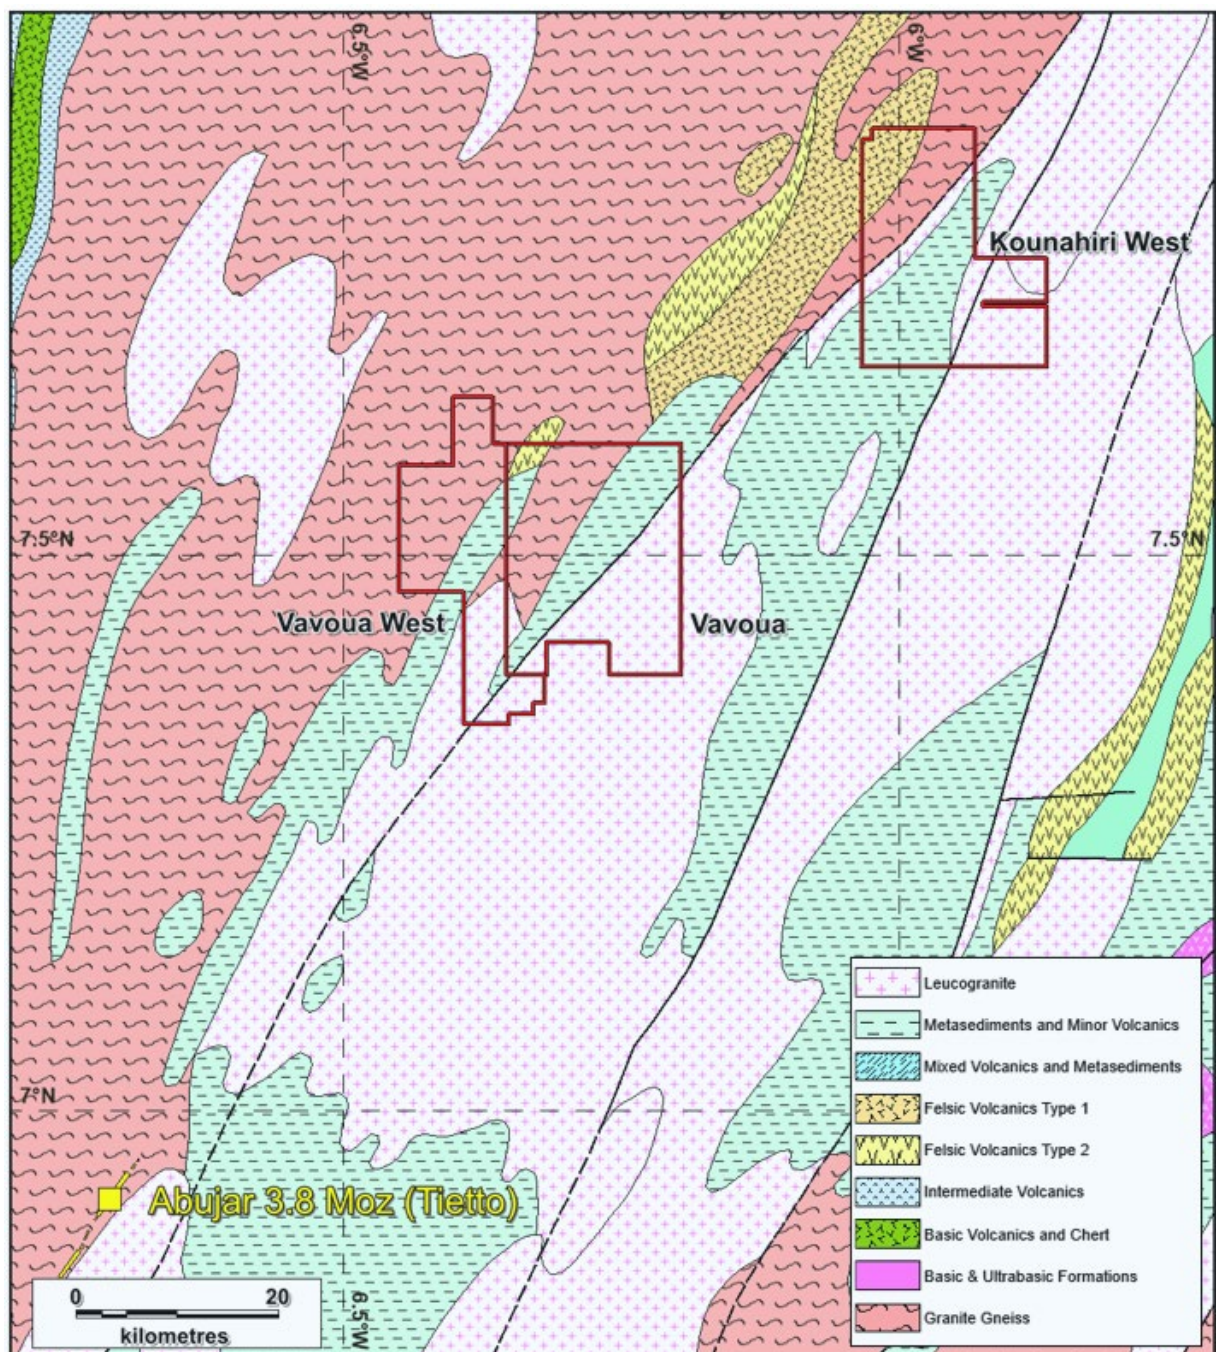 6.5°W
6°W
Kounahiri West
7.5°N
7.5°N
Vavoua West
Vavoua
7°N
Abujar 3.8 Moz (Tietto)
0 20
kilometres
6.5°W
Leucogranite
Metasediments and Minor Volcanics
Mixed Volcanics and Metasediments
Felsic Volcanics Type 1
Felsic Volcanics Type 2
Intermediate Volcanics
Basic Volcanics and Chert
Basic & Ultrabasic Formations
Granite Gneiss